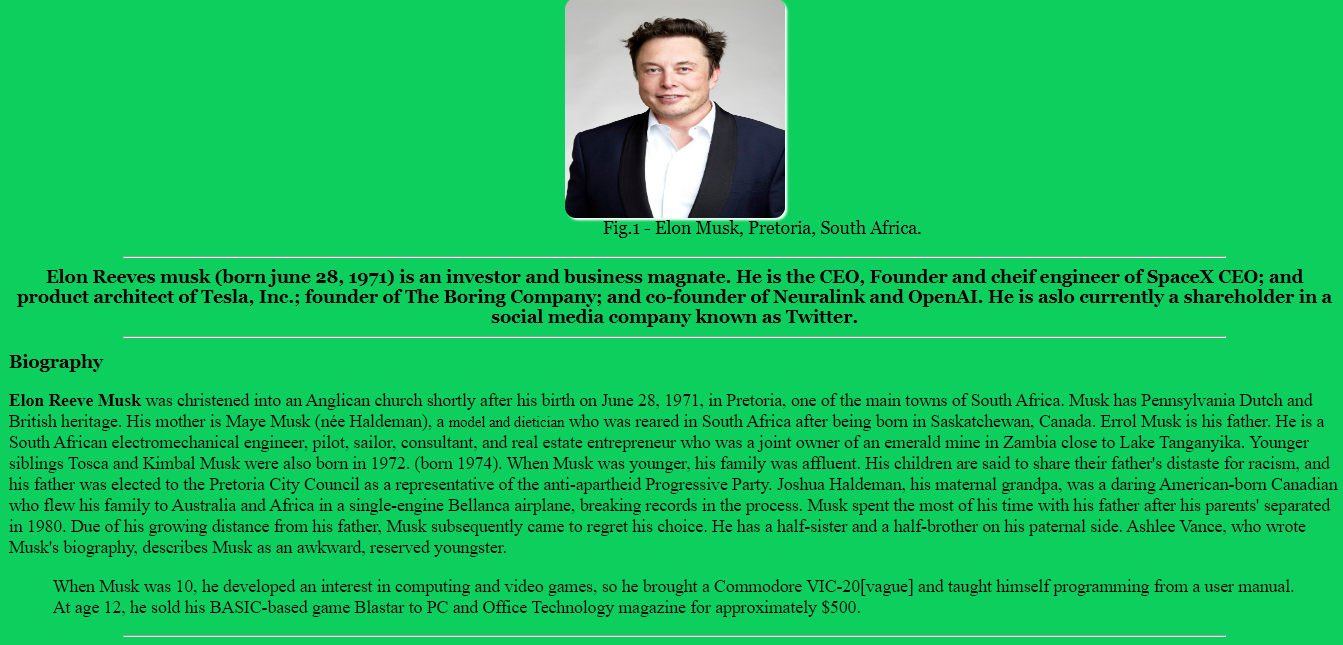 Fig.1 - Elon Musk, Pretoria, South Africa.
Elon Reeves musk (born june 28, 1971) is an investor and business magnate. He is the CEO, Founder and cheif engineer of SpaceX CEO; and
product architect of Tesla, Inc.; founder of The Boring Company; and co-founder of Neuralink and OpenAI. He is aslo currently a shareholder in a
social media company known as Twitter.
Biography
Elon Reeve Musk was christened into an Anglican church shortly after his birth on June 28, 1971, in Pretoria, one of the main towns of South Africa. Musk has Pennsylvania Dutch and
British heritage. His mother is Maye Musk (née Haldeman), a model and dietician who was reared in South Africa after being born in Saskatchewan, Canada. Errol Musk is his father. He is a
South African electromechanical engineer, pilot, sailor, consultant, and real estate entrepreneur who was a joint owner of an emerald mine in Zambia close to Lake Tanganyika. Younger
siblings Tosca and Kimbal Musk were also born in 1972. (born 1974). When Musk was younger, his family was affluent. His children are said to share their father's distaste for racism, and
his father was elected to the Pretoria City Council as a representative of the anti-apartheid Progressive Party. Joshua Haldeman, his maternal grandpa, was a daring American-born Canadian
who flew his family to Australia and Africa in a single-engine Bellanca airplane, breaking records in the process. Musk spent the most of his time with his father after his parents' separated
in 1980. Due of his growing distance from his father, Musk subsequently came to regret his choice. He has a half-sister and a half-brother on his paternal side. Ashlee Vance, who wrote
Musk's biography, describes Musk as an awkward, reserved youngster.
When Musk was 10, he developed an interest in computing and video games, so he brought a Commodore VIC-20[vague] and taught himself programming from a user manual.
At age 12, he sold his BASIC-based game Blastar to PC and Office Technology magazine for approximately $500.